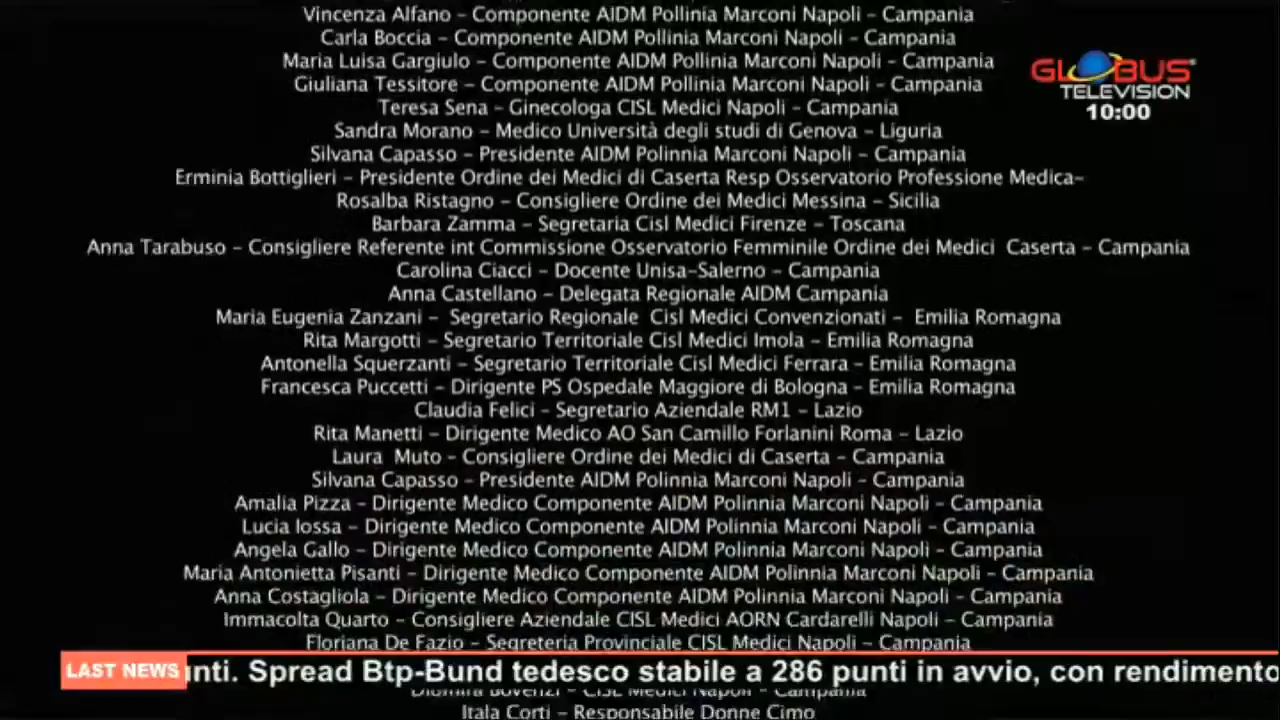 Vincenza Alfano - Componente AIDM Pollinia Marconi Napoli - Campania
Carla Boccia - Componente AIDM Pollinia Marconi Napoli - Campania
Maria Luisa Gargiulo - Componente AIDM Pollinia Marconi Napoli - Campania
Giuliana Tessitore - Componente AIDM Pollinia Marconi Napoli - Campania
Teresa Sena - Ginecologa CISL Medici Napoli - Campania
Sandra Morano - Medico Università degli studi di Genova - Liguria
Silvana Capasso - Presidente AIDM Polinnia Marconi Napoli - Campania
Erminia Bottiglieri - Presidente Ordine dei Medici di Caserta Resp Osservatorio Professione Medica-
Rosalba Ristagno - Consigliere Ordine dei Medici Messina - Sicilia
Barbara Zamma - Segretaria Cisl Medici Firenze - Toscana
Anna Tarabuso - Consigliere Referente int Commissione Osservatorio Femminile Ordine dei Medici Caserta - Campania
Carolina Ciacci - Docente Unisa-Salerno - Campania
Anna Castellano - Delegata Regionale AIDM Campania
Maria Eugenia Zanzani - Segretario Regionale Cisl Medici Convenzionati - Emilia Romagna
Rita Margotti - Segretario Territoriale Cisl Medici Imola - Emilia Romagna
Antonella Squerzanti - Segretario Territoriale Cisl Medici Ferrara - Emilia Romagna
Francesca Puccetti - Dirigente PS Ospedale Maggiore di Bologna - Emilia Romagna
Claudia Felici - Segretario Aziendale RM1 - Lazio
Rita Manetti - Dirigente Medico AO San Camillo Forlanini Roma - Lazio
Laura Muto - Consigliere Ordine dei Medici di Caserta - Campania
Silvana Capasso - Presidente AIDM Polinnia Marconi Napoli - Campania
Amalia Pizza - Dirigente Medico Componente AIDM Polinnia Marconi Napoli - Campania
Lucia Iossa - Dirigente Medico Componente AIDM Polinnia Marconi Napoli - Campania
Angela Gallo - Dirigente Medico Componente AIDM Polinnia Marconi Napoli - Campania
Maria Antonietta Pisanti - Dirigente Medico Componente AIDM Polinnia Marconi Napoli - Campania
Anna Costagliola - Dirigente Medico Componente AIDM Polinnia Marconi Napoli - Campania
Immacolta Quarto - Consigliere Aziendale CISL Medici AORN Cardarelli Napoli - Campania
Floriana De Fazio - Segreteria Provinciale CISL Medici Napoli - Campania
CISL Medici Napoli - Campania
Itala Corti - Responsabile Donne Cimo
GLOBUS
TELEVISION
10:00
LAST NEWS
unti. Spread Btp-Bund tedesco stabile a 286 punti in avvio, con rendimento